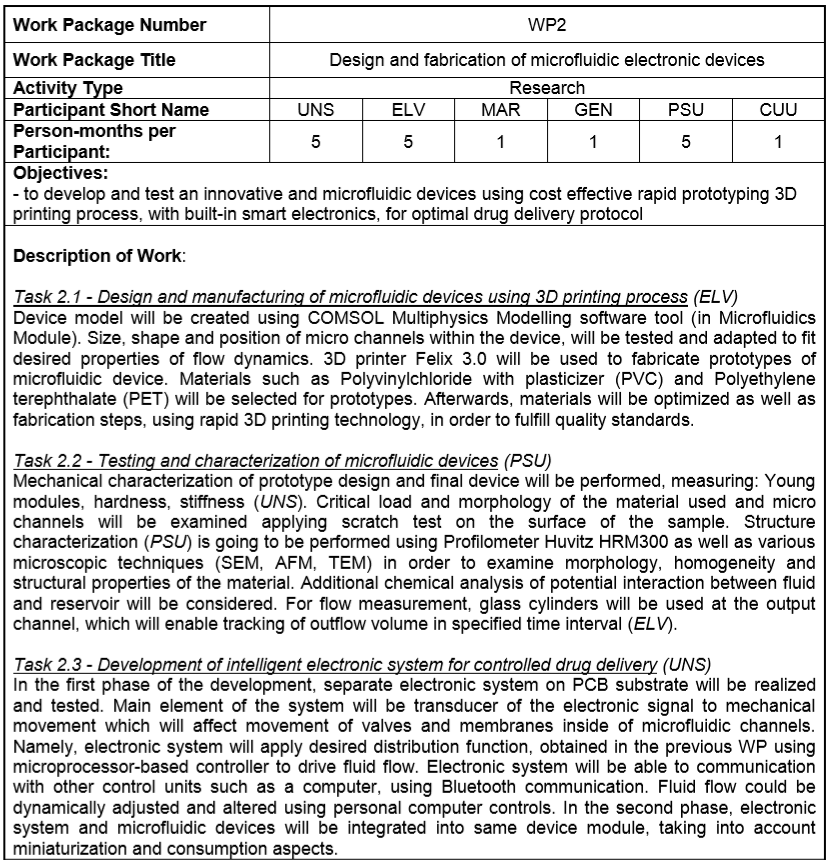 Work Package Number WP2
Work Package Title Design and fabrication of microfluidic electronic devices
Activity Type Research
Participant Short Name UNS ELV MAR GEN PSU CUU
Person-months per
Participant: 5 5 1 1 5 1
Objectives:
- to develop and test an innovative and microfluidic devices using cost effective rapid prototyping 3D
printing process, with built-in smart electronics, for optimal drug delivery protocol
Description of Work:
Task 2.1 - Design and manufacturing of microfluidic devices using 3D printing process (ELV)
Device model will be created using COMSOL Multiphysics Modelling software tool (in Microfluidics
Module). Size, shape and position of micro channels within the device, will be tested and adapted to fit
desired properties of flow dynamics. 3D printer Felix 3.0 will be used to fabricate prototypes of
microfluidic device. Materials such as Polyvinylchloride with plasticizer (PVC) and Polyethylene
terephthalate (PET) will be selected for prototypes. Afterwards, materials will be optimized as well as
fabrication steps, using rapid 3D printing technology, in order to fulfill quality standards.
Task 2.2 - Testing and characterization of microfluidic devices (PSU)
Mechanical characterization of prototype design and final device will be performed, measuring: Young
modules, hardness, stiffness (UNS). Critical load and morphology of the material used and micro
channels will be examined applying scratch test on the surface of the sample. Structure
characterization (PSU) is going to be performed using Profilometer Huvitz HRM300 as well as various
microscopic techniques (SEM, AFM, TEM) in order to examine morphology, homogeneity and
structural properties of the material. Additional chemical analysis of potential interaction between fluid
and reservoir will be considered. For flow measurement, glass cylinders will be used at the output
channel, which will enable tracking of outflow volume in specified time interval (ELV).
Task 2.3 - Development of intelligent electronic system for controlled drug delivery (UNS)
In the first phase of the development, separate electronic system on PCB substrate will be realized
and tested. Main element of the system will be transducer of the electronic signal to mechanical
movement which will affect movement of valves and membranes inside of microfluidic channels.
Namely, electronic system will apply desired distribution function, obtained in the previous WP using
microprocessor-based controller to drive fluid flow. Electronic system will be able to communication
with other control units such as a computer, using Bluetooth communication. Fluid flow could be
dynamically adjusted and altered using personal computer controls. In the second phase, electronic
system and microfluidic devices will be integrated into same device module, taking into account
miniaturization and consumption aspects.